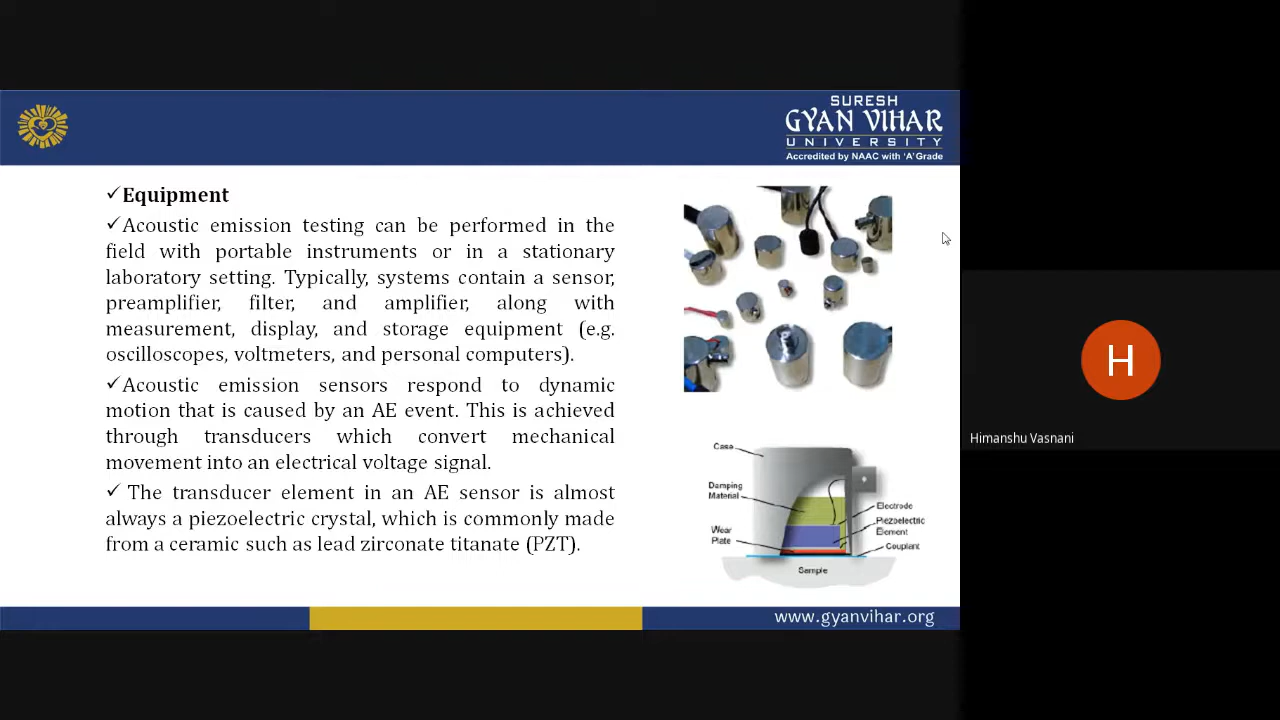 SURESH
GYAN VIHAR
UNIVERSITY
Accredited by NAAC with 'A' Grade
✓Equipment
✓Acoustic emission testing can be performed in the
field with portable instruments or in a stationary
laboratory setting. Typically, systems contain a sensor,
preamplifier, filter, and amplifier, along with
measurement, display, and storage equipment (e.g.
oscilloscopes, voltmeters, and personal computers).
✓Acoustic emission sensors respond to dynamic
motion that is caused by an AE event. This is achieved
through transducers which convert mechanical
movement into an electrical voltage signal.
✓ The transducer element in an AE sensor is almost
always a piezoelectric crystal, which is commonly made
from a ceramic such as lead zirconate titanate (PZT).
Case
Damping
Material
Wear
Plate
Electrode
Piezoelectric
Element
Couplant
Sample
www.gyanvihar.org
H
Himanshu Vasnani